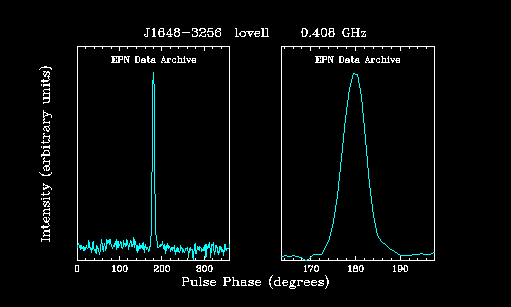 J1648-3256 lovell 0.408 GHz
EPN Data Archive EPN Data Archive
Intensity (arbitrary units)
0 100 200 300 170 180 190
Pulse Phase (degrees)